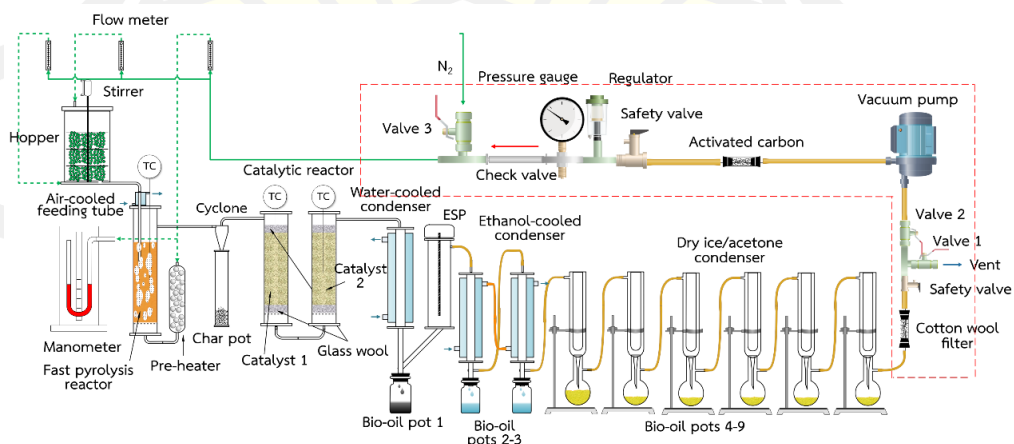 Flow meter
N2
Pressure gauge
Regulator
Stirrer
Safety valve
Vacuum pump
Valve 3
Activated carbon
Hopper
TC
Check valve
Catalytic reactor
TC
TC
Water-cooled
condenser
Air-cooled
feeding tube
Cyclone
ESP
Ethanol-cooled
condenser
Valve 2
Valve 1
Dry ice/acetone
condenser
Vent
Catalyst
2
Safety valve
Cotton wool
filter
Manometer
Char pot
Glass wool
Fast pyrolysis
reactor
Pre-heater
Catalyst 1
Bio-oil pot 1
Bio-oil
pots 2-3
Bio-oil pots 4-9